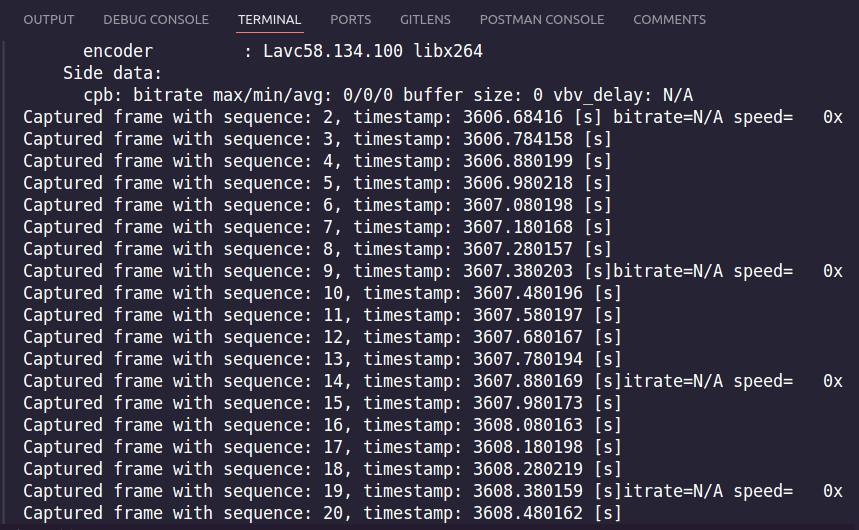 OUTPUT DEBUG CONSOLE TERMINAL PORTS GITLENS POSTMAN CONSOLE COMMENTS
encoder : Lavc58.134.100 libx264
Side data:
cpb: bitrate max/min/avg: 0/0/0 buffer size: 0 vbv_delay: N/A
Captured frame with sequence: 2, timestamp: 3606.68416 [s] bitrate=N/A speed= 0x
Captured frame with sequence: 3, timestamp: 3606.784158 [s]
Captured frame with sequence: 4, timestamp: 3606.880199 [s]
Captured frame with sequence: 5, timestamp: 3606.980218 [s]
Captured frame with sequence: 6, timestamp: 3607.080198 [s]
Captured frame with sequence: 7, timestamp: 3607.180168 [s]
Captured frame with sequence: 8, timestamp: 3607.280157 [s]
Captured frame with sequence: 9, timestamp: 3607.380203 [s]bitrate=N/A speed= 0x
Captured frame with sequence: 10, timestamp: 3607.480196 [s]
Captured frame with sequence: 11, timestamp: 3607.580197 [s]
Captured frame with sequence: 12, timestamp: 3607.680167 [s]
Captured frame with sequence: 13, timestamp: 3607.780194 [s]
Captured frame with sequence: 14, timestamp: 3607.880169 [s]itrate=N/A speed= 0x
Captured frame with sequence: 15, timestamp: 3607.980173 [s]
Captured frame with sequence: 16, timestamp: 3608.080163 [s]
Captured frame with sequence: 17, timestamp: 3608.180198 [s]
Captured frame with sequence: 18, timestamp: 3608.280219 [s]
Captured frame with sequence: 19, timestamp: 3608.380159 [s]itrate=N/A speed= 0x
Captured frame with sequence: 20, timestamp: 3608.480162 [s]